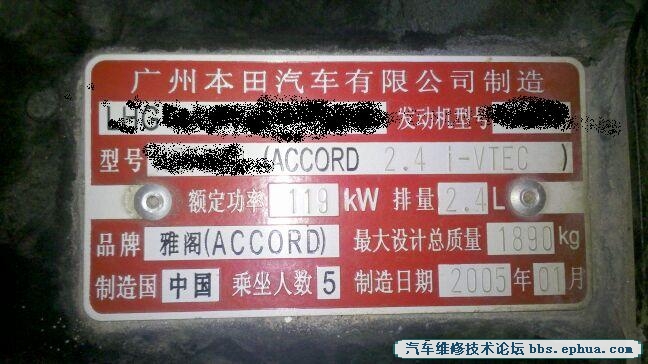 广州本田汽车有限公司制造
LHG 发动机型号
型号 (ACCORD 2.4 i-VTEC )
额定功率 119 kW 排量 2.4 L
品牌 雅阁(ACCORD) 最大设计总质量 1890 kg
制造国 中国 乘坐人数 5 制造日期 2005 年 01 月
汽车维修技术论坛 bbs.ephua.com